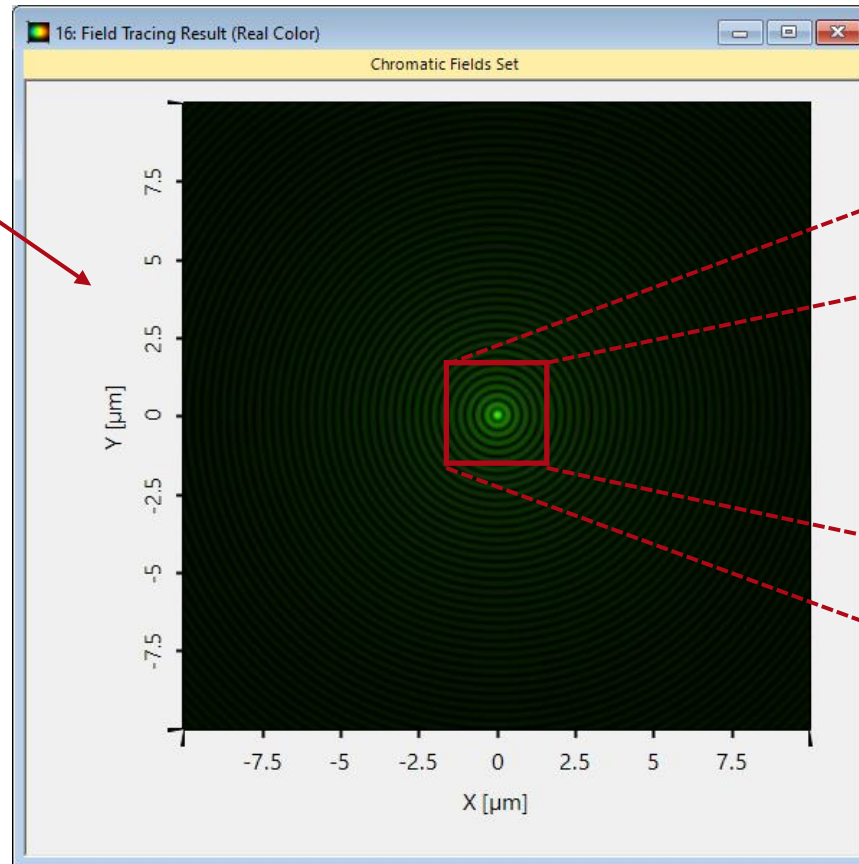 16: Field Tracing Result (Real Color)
Chromatic Fields Set
7.5
5
2.5
0
-2.5
-5
-7.5
Y [µm]
-7.5 -5 -2.5 0 2.5 5 7.5
X [µm]